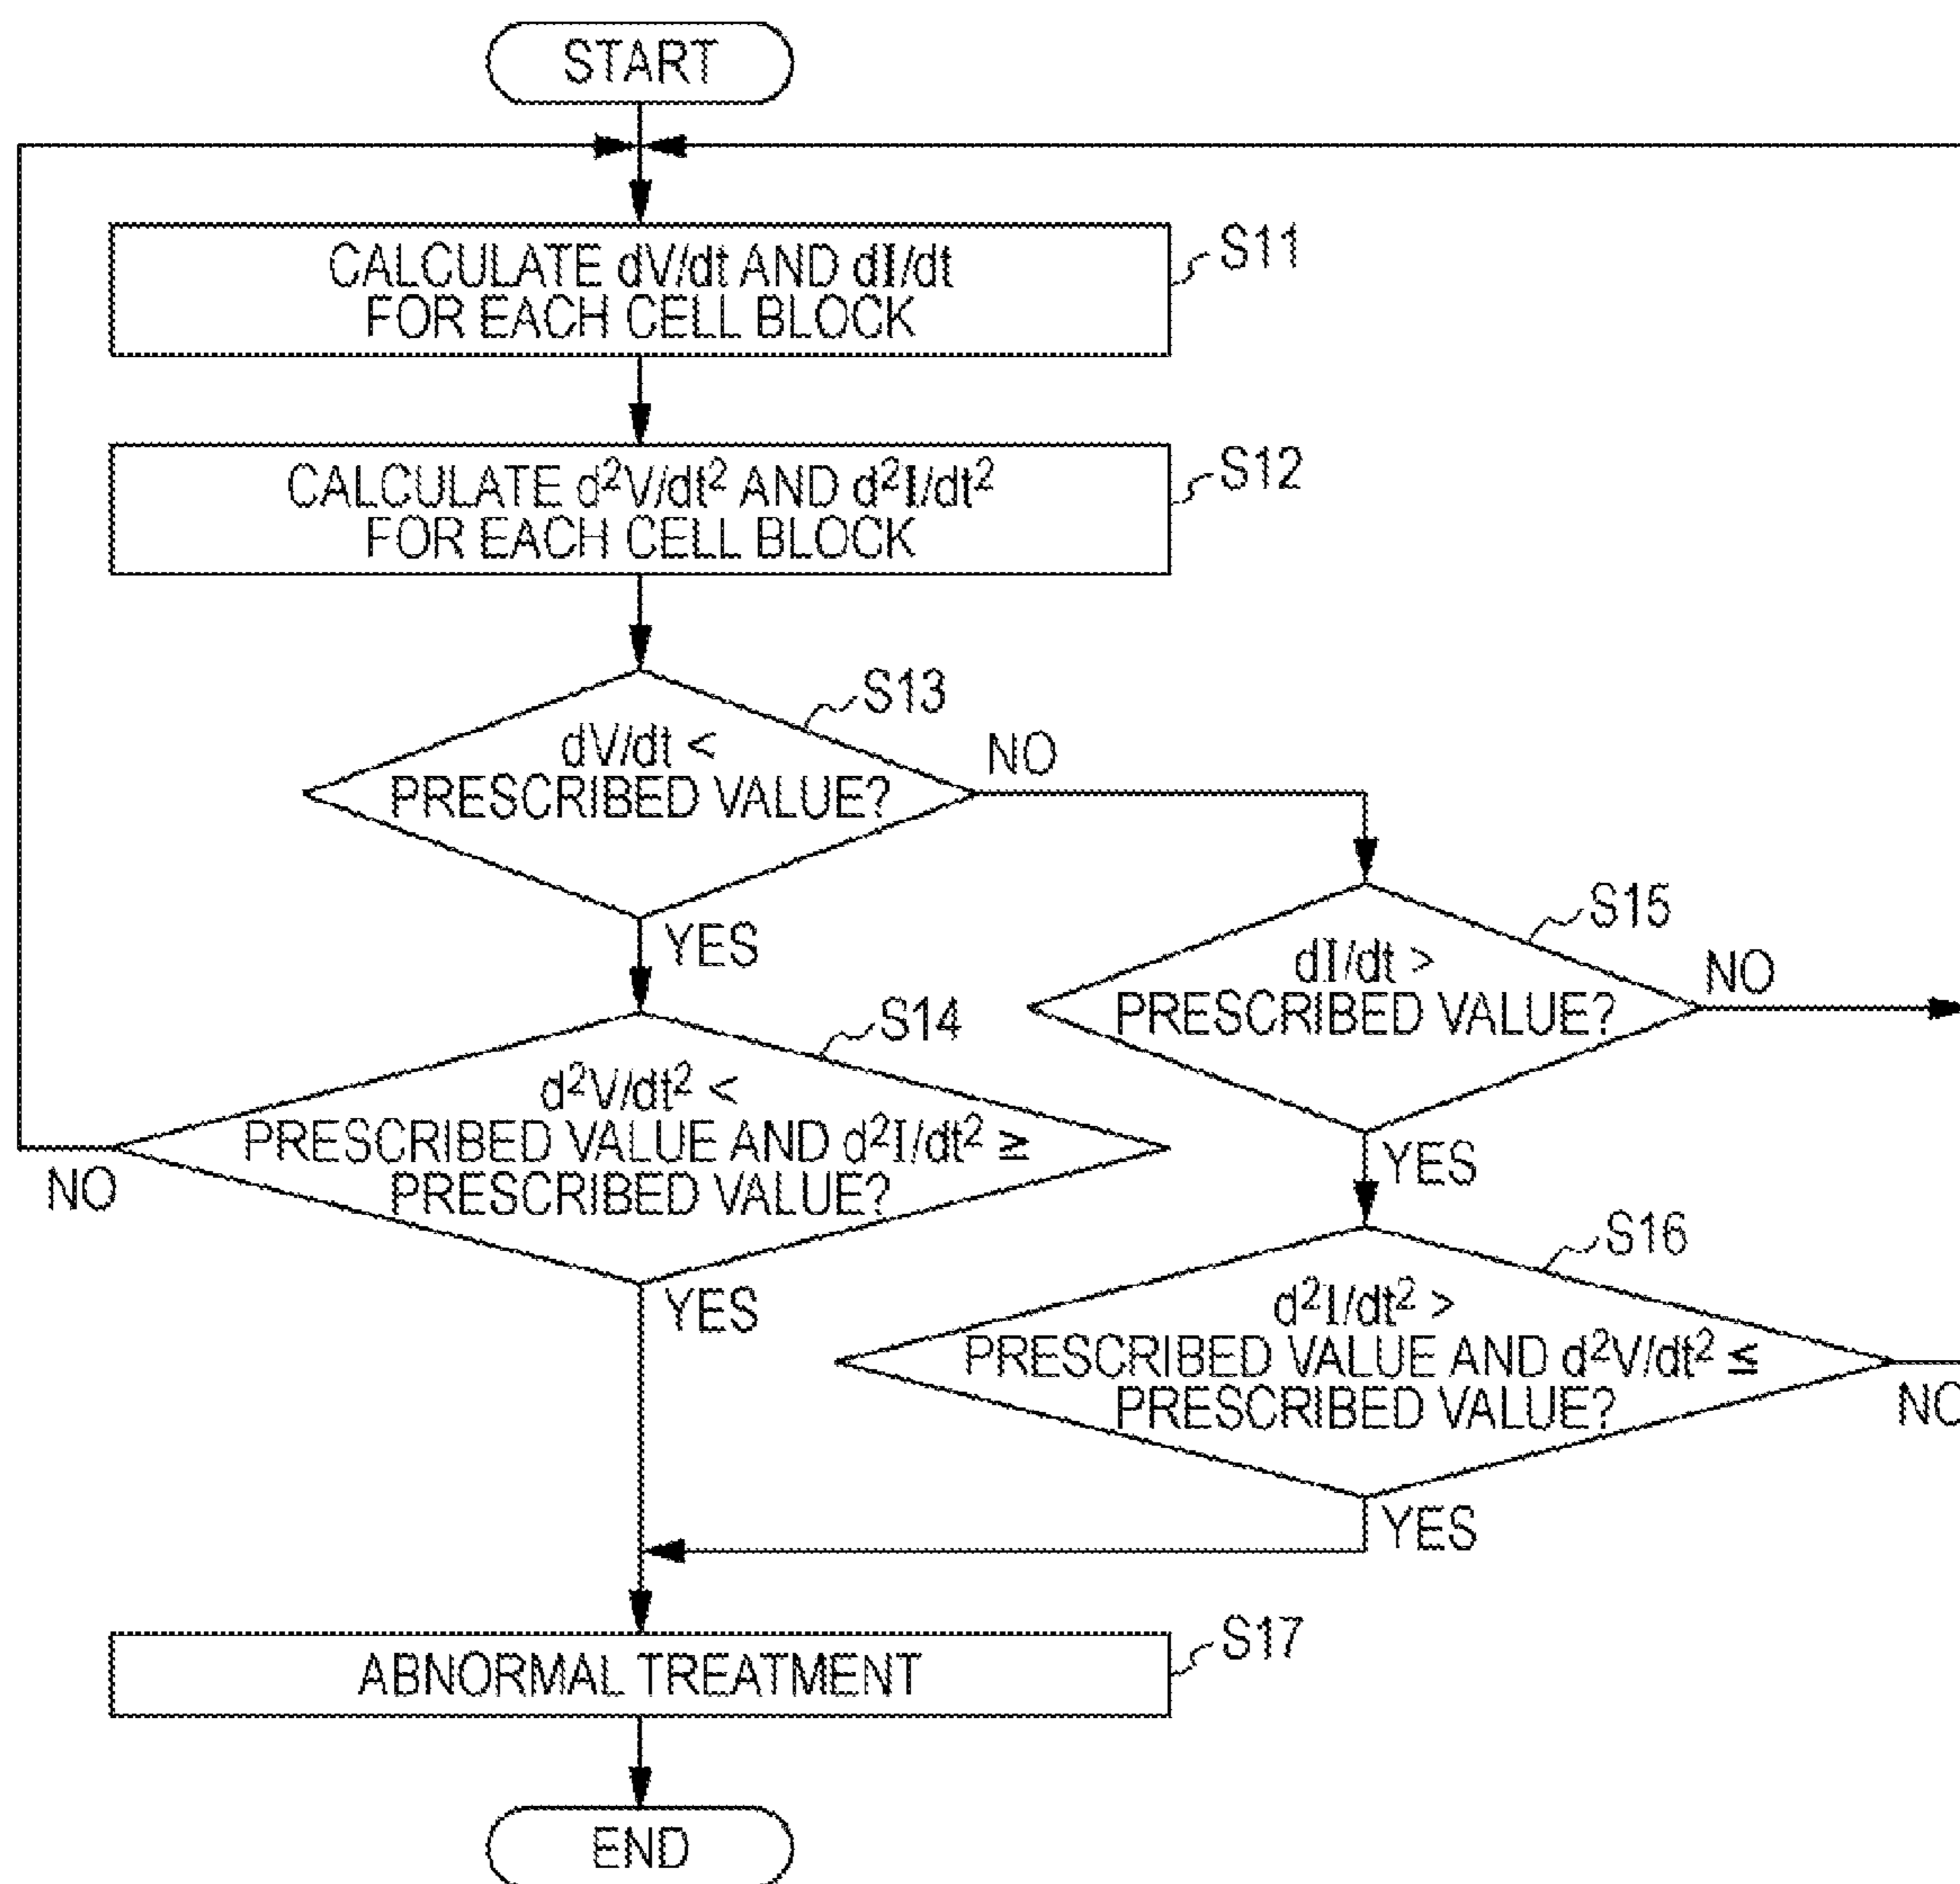 START
CALCULATE dV/dt AND dI/dt
FOR EACH CELL BLOCK
S11
CALCULATE d²V/dt² AND d²I/dt²
FOR EACH CELL BLOCK
S12
S13
dV/dt <
PRESCRIBED VALUE?
NO
YES
S15
dI/dt >
PRESCRIBED VALUE?
NO
YES
S14
d²V/dt² <
PRESCRIBED VALUE AND d²I/dt² ≥
PRESCRIBED VALUE?
NO
YES
S16
d²I/dt² >
PRESCRIBED VALUE AND d²V/dt² ≤
PRESCRIBED VALUE?
NO
YES
ABNORMAL TREATMENT
S17
END